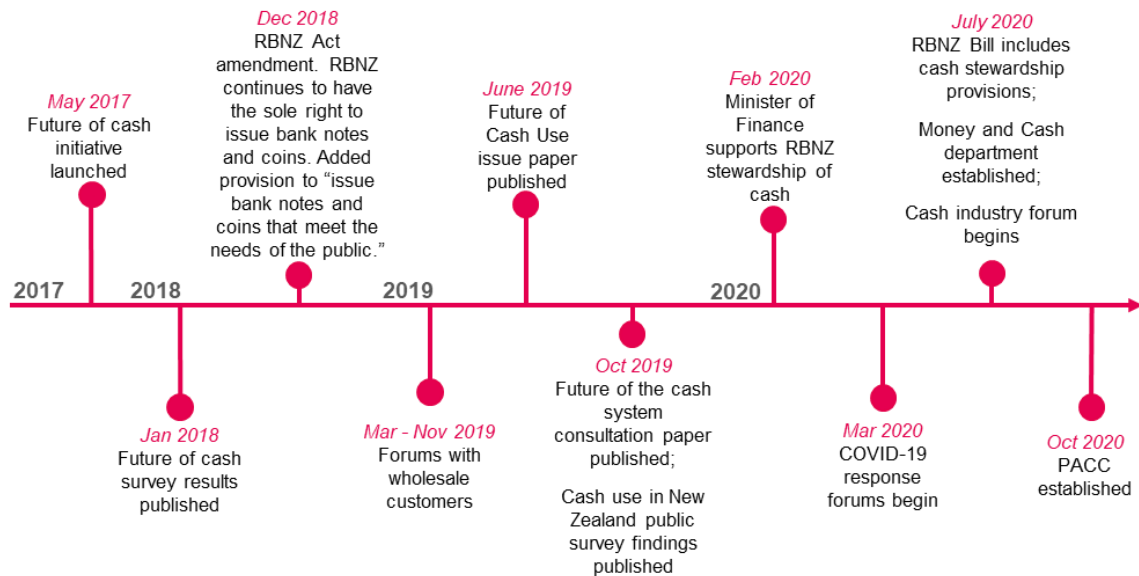 May 2017
Future of cash
initiative
launched
Dec 2018
RBNZ Act
amendment. RBNZ
continues to have
the sole right to
issue bank notes
and coins. Added
provision to “issue
bank notes and
coins that meet the
needs of the public.”
June 2019
Future of
Cash Use
issue paper
published
Feb 2020
Minister of
Finance
supports RBNZ
stewardship of
cash
July 2020
RBNZ Bill includes
cash stewardship
provisions;
Money and Cash
department
established;
Cash industry forum
begins
2017
2018
2019
2020
Jan 2018
Future of cash
survey results
published
Mar - Nov 2019
Forums with
wholesale
customers
Oct 2019
Future of the cash
system
consultation paper
published;
Cash use in New
Zealand public
survey findings
published
Mar 2020
COVID-19
response
forums begin
Oct 2020
PACC
established